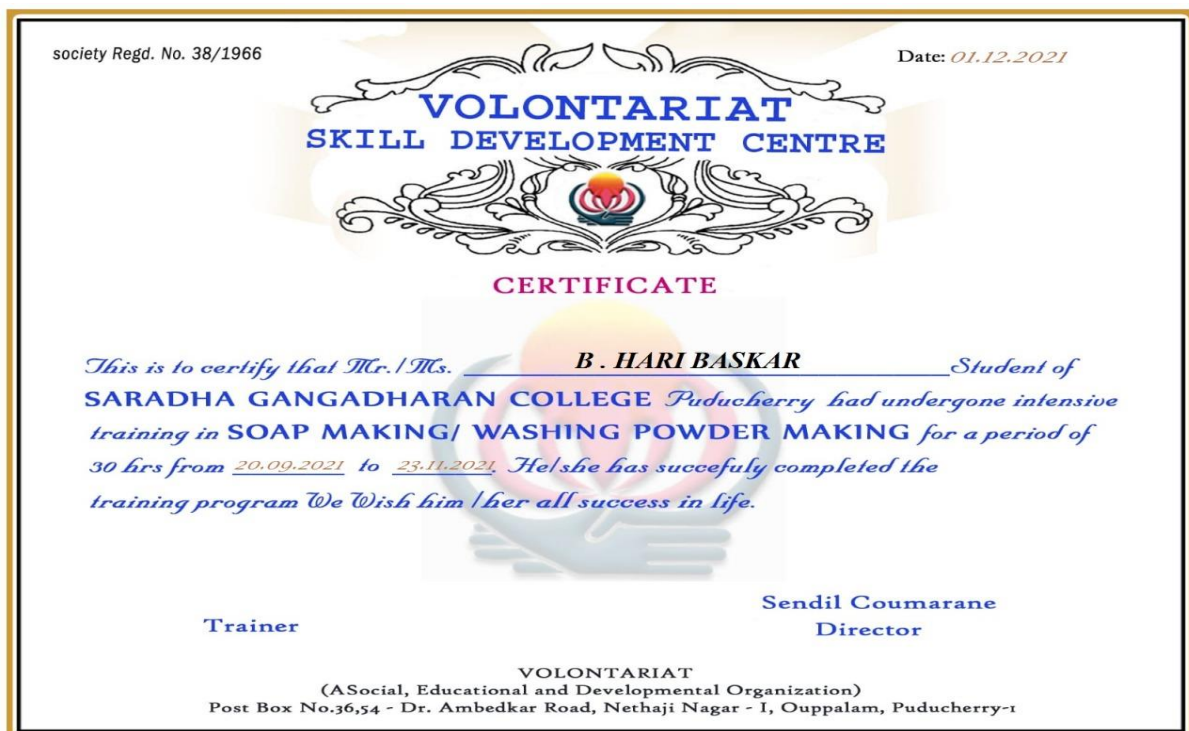 society Regd. No. 38/1966
Date: 01.12.2021
VOLONTARIAT
SKILL DEVELOPMENT CENTRE
CERTIFICATE
This is to certify that Mr./Ms. B . HARI BASKAR Student of
SARADHA GANGADHARAN COLLEGE Puducherry had undergone intensive
training in SOAP MAKING/ WASHING POWDER MAKING for a period of
30 hrs from 20.09.2021 to 23.11.2021. He/she has succefuly completed the
training program We Wish him /her all success in life.
Trainer
Sendil Coumarane
Director
VOLONTARIAT
(ASocial, Educational and Developmental Organization)
Post Box No.36,54 - Dr. Ambedkar Road, Nethaji Nagar - I, Ouppalam, Puducherry-1